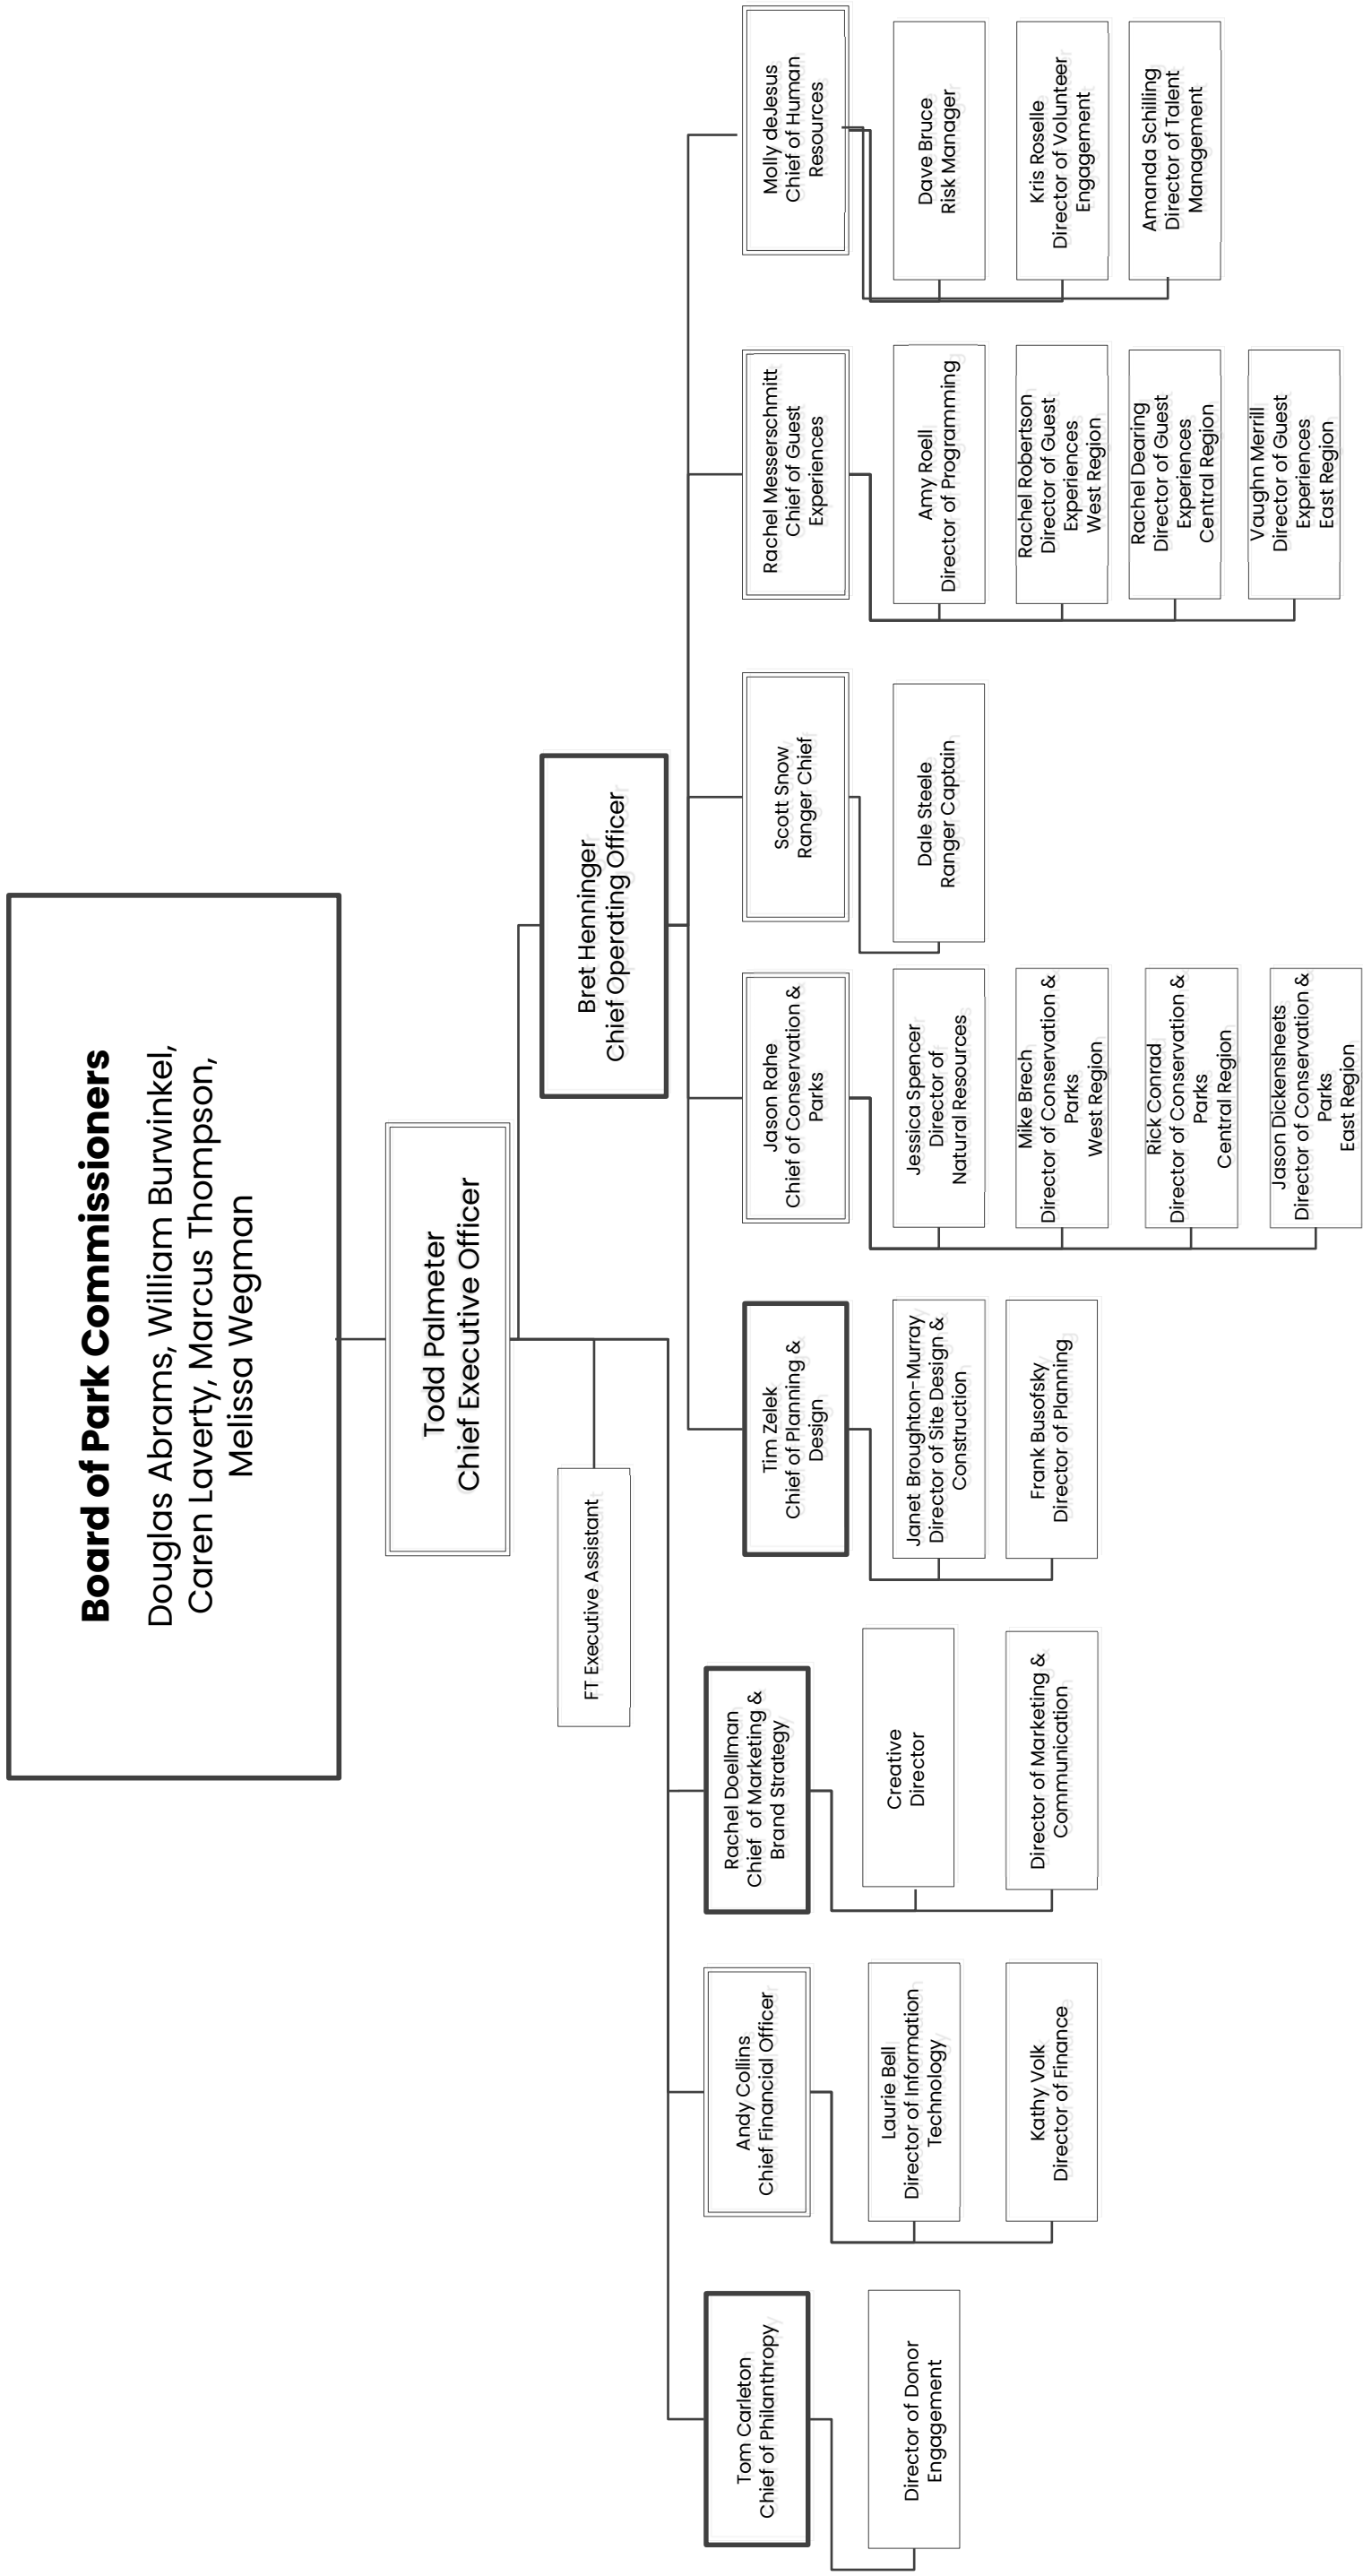 Board of Park Commissioners
Douglas Abrams, William Burwinkel,
Caren Laverty, Marcus Thompson,
Melissa Wegman
Todd Palmeter
Chief Executive Officer
FT Executive Assistant
Bret Henninger
Chief Operating Officer
Tom Carleton
Chief of Philanthropy
Director of Donor
Engagement
Andy Collins
Chief Financial Officer
Laurie Bell
Director of Information
Technology
Kathy Volk
Director of Finance
Rachel Doellman
Chief of Marketing &
Brand Strategy
Creative
Director
Director of Marketing &
Communication
Tim Zelek
Chief of Planning &
Design
Janet Broughton-Murray
Director of Site Design &
Construction
Frank Busofsky
Director of Planning
Jason Rahe
Chief of Conservation &
Parks
Jessica Spencer
Director of
Natural Resources
Mike Brech
Director of Conservation &
Parks
West Region
Rick Conrad
Director of Conservation &
Parks
Central Region
Jason Dickensheets
Director of Conservation &
Parks
East Region
Scott Snow
Ranger Chief
Dale Steele
Ranger Captain
Rachel Messerschmitt
Chief of Guest
Experiences
Amy Roell
Director of Programming
Rachel Robertson
Director of Guest
Experiences
West Region
Rachel Dearing
Director of Guest
Experiences
Central Region
Vaughn Merrill
Director of Guest
Experiences
East Region
Molly deJesus
Chief of Human
Resources
Dave Bruce
Risk Manager
Kris Roselle
Director of Volunteer
Engagement
Amanda Schilling
Director of Talent
Management